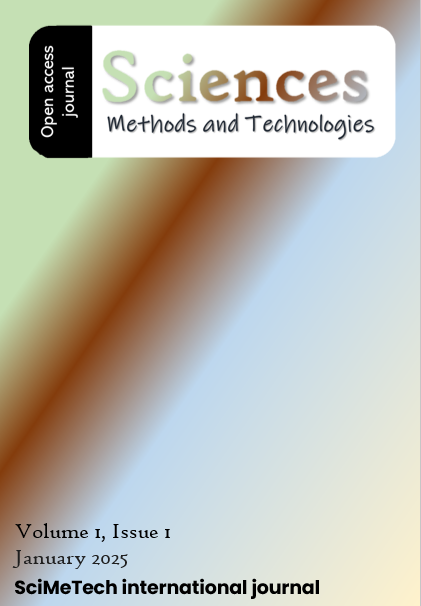 Open access
journal
Sciences
Methods and Technologies
Volume 1, Issue 1
January 2025
SciMeTech international journal